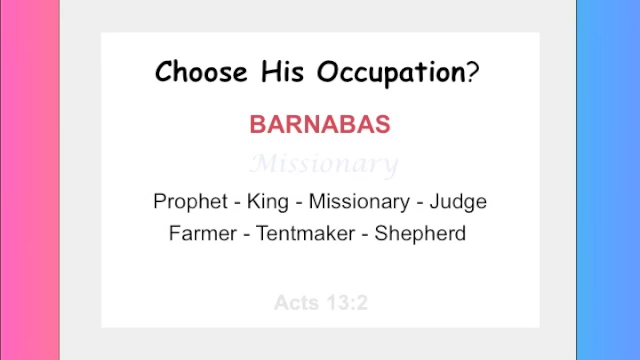 Choose His Occupation?
BARNABAS
Missionary
Prophet - King - Missionary - Judge
Farmer - Tentmaker - Shepherd
Acts 13:2